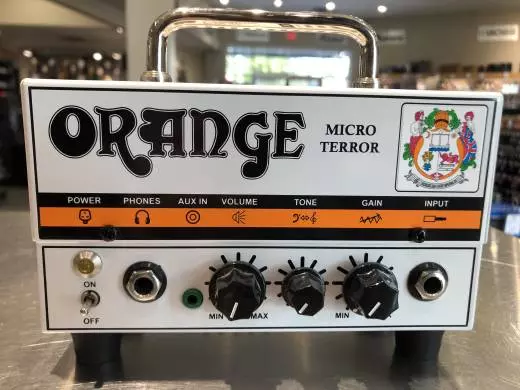 ORANGE
MICRO
TERROR
POWER PHONES AUX IN VOLUME TONE GAIN INPUT
ON
OFF
MIN MAX MIN